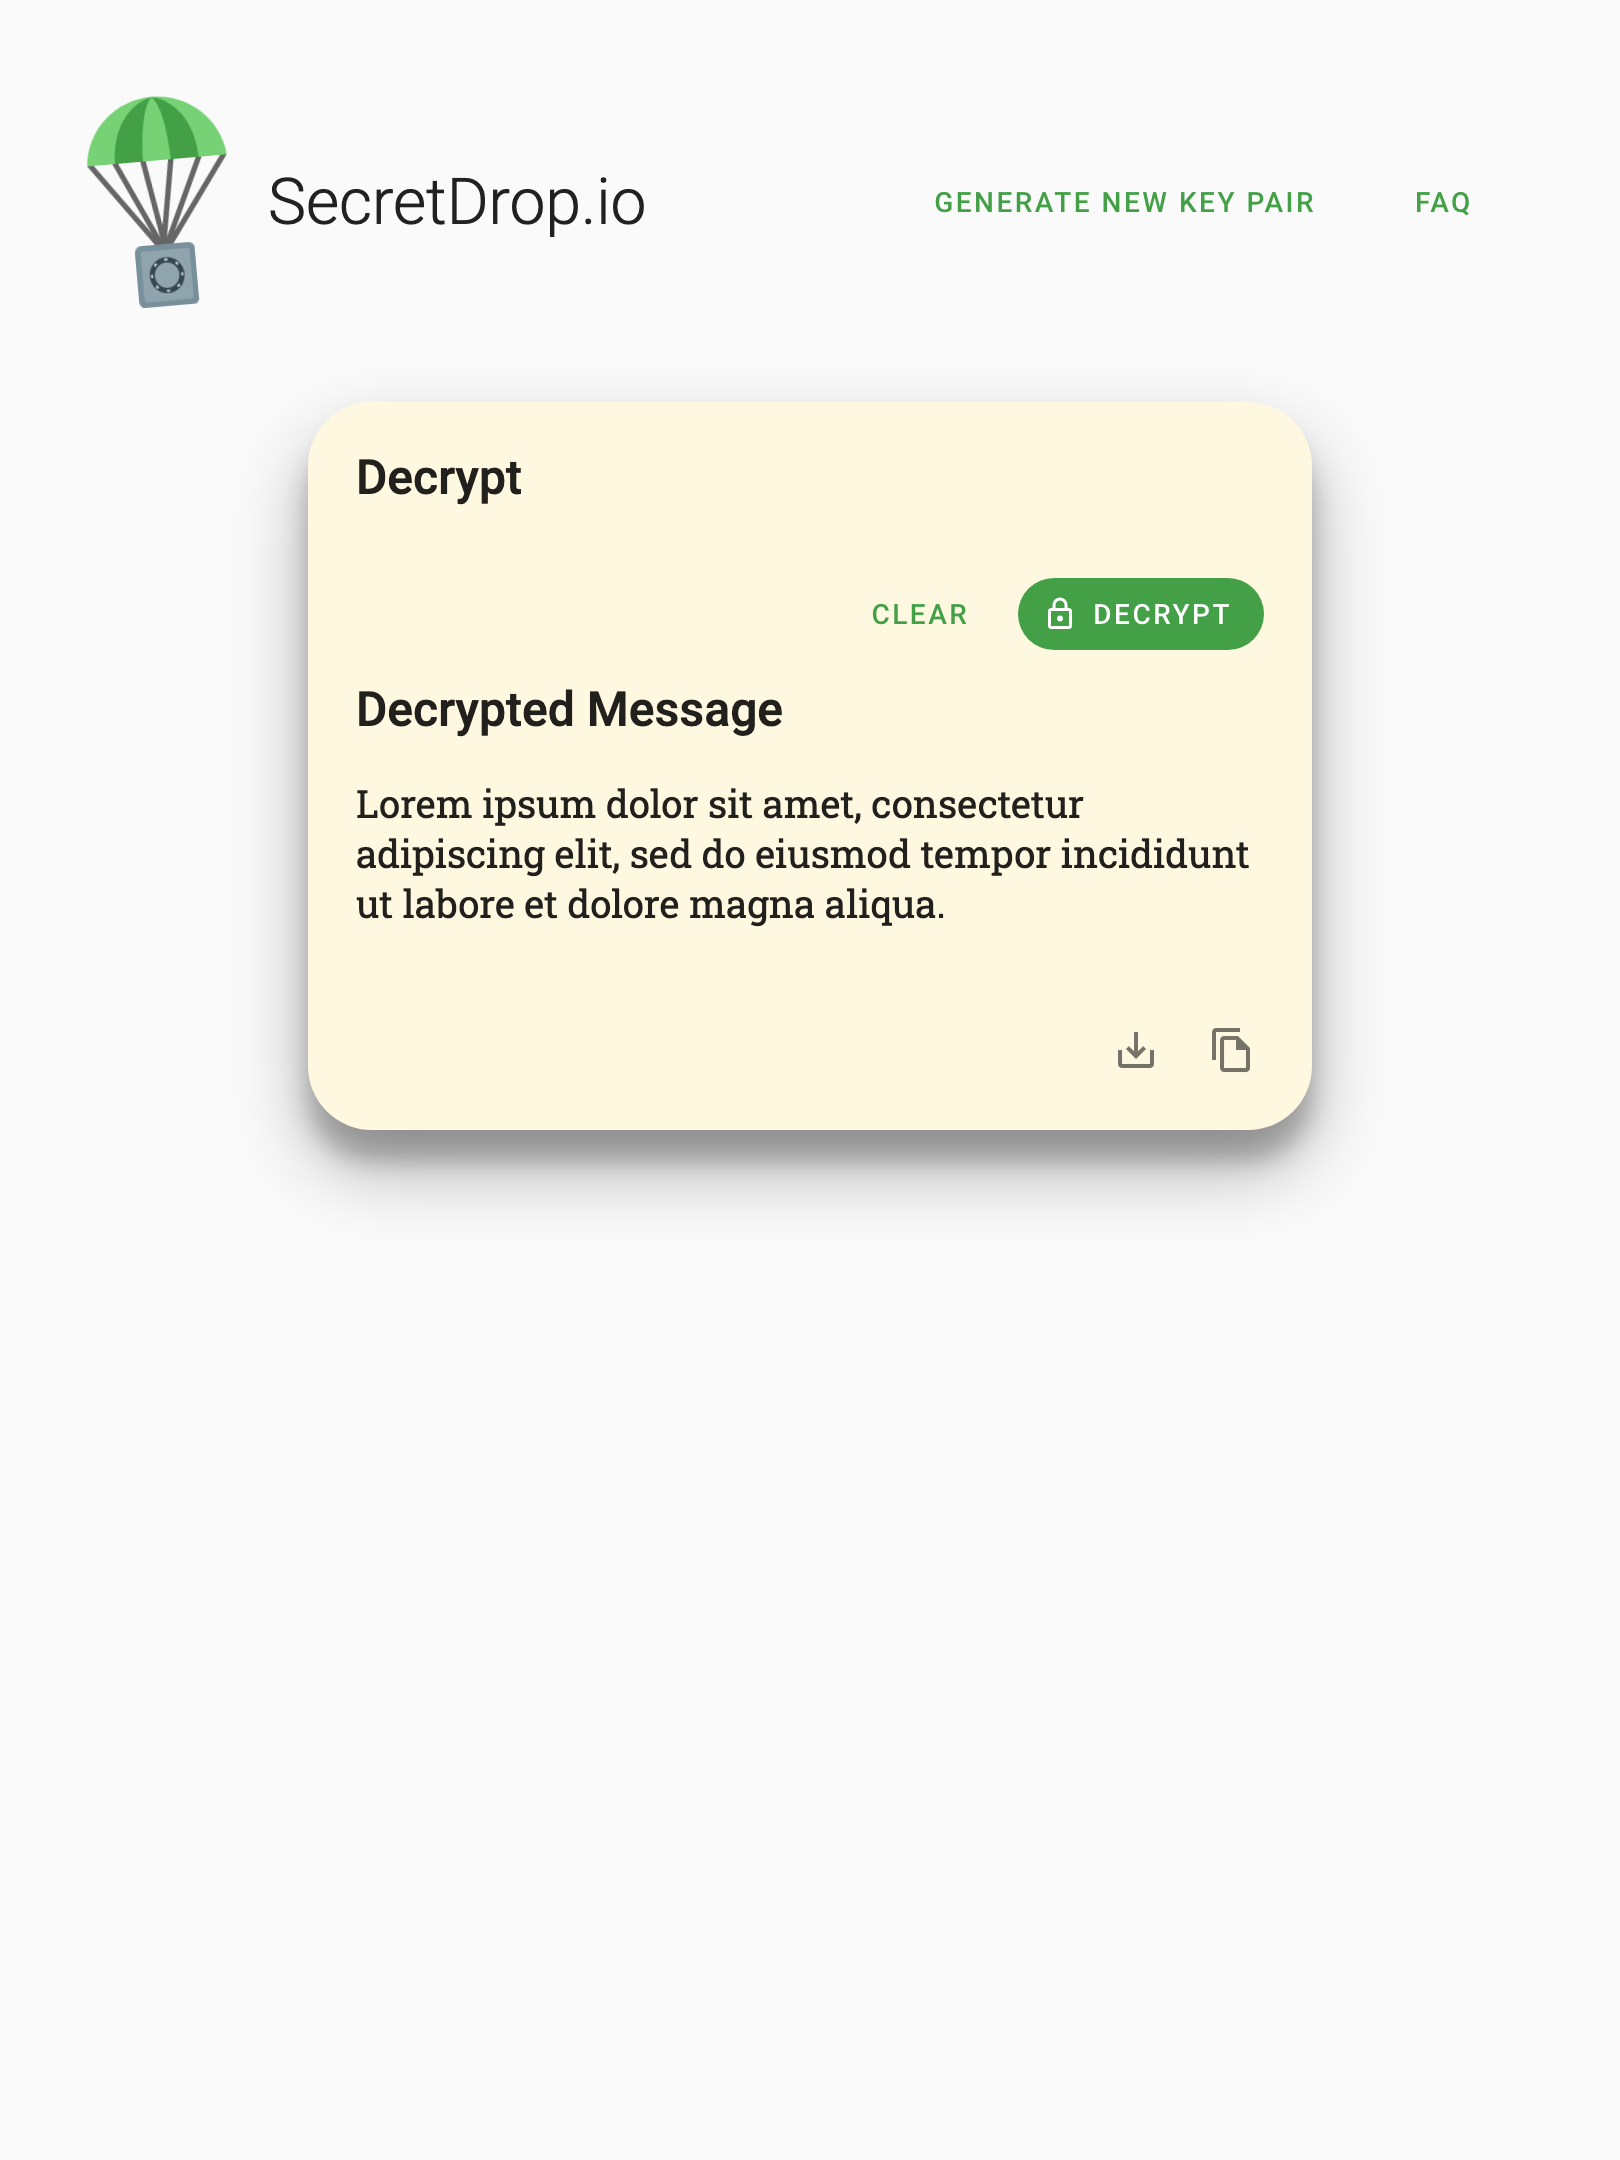 SecretDrop.io
GENERATE NEW KEY PAIR
FAQ
Decrypt
CLEAR
DECRYPT
Decrypted Message
Lorem ipsum dolor sit amet, consectetur
adipiscing elit, sed do eiusmod tempor incididunt
ut labore et dolore magna aliqua.